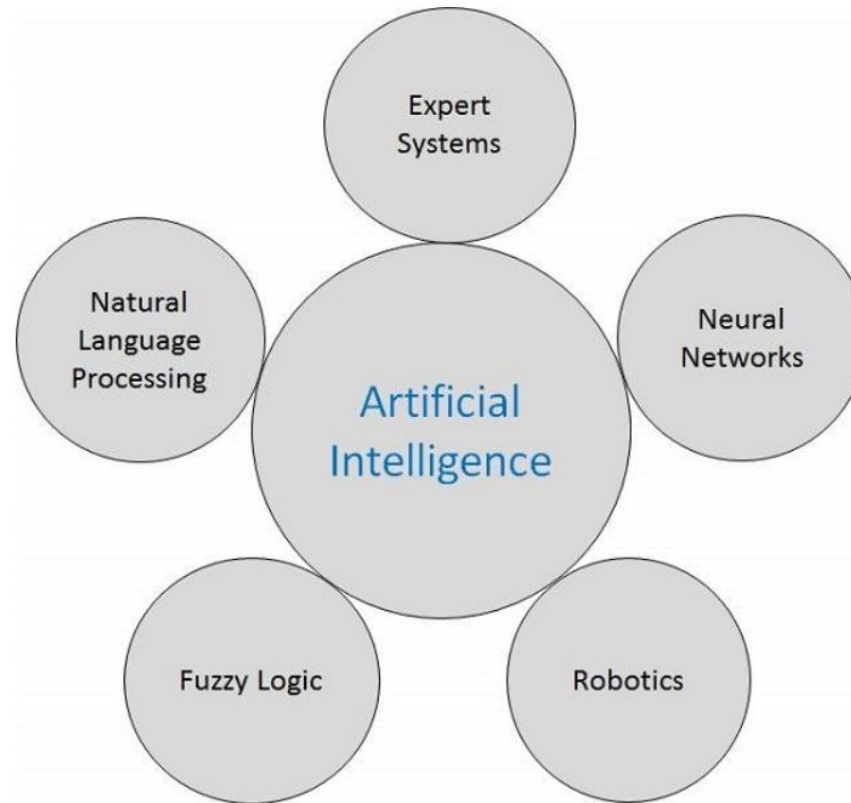 Expert
Systems
Natural
Language
Processing
Neural
Networks
Artificial
Intelligence
Fuzzy Logic
Robotics